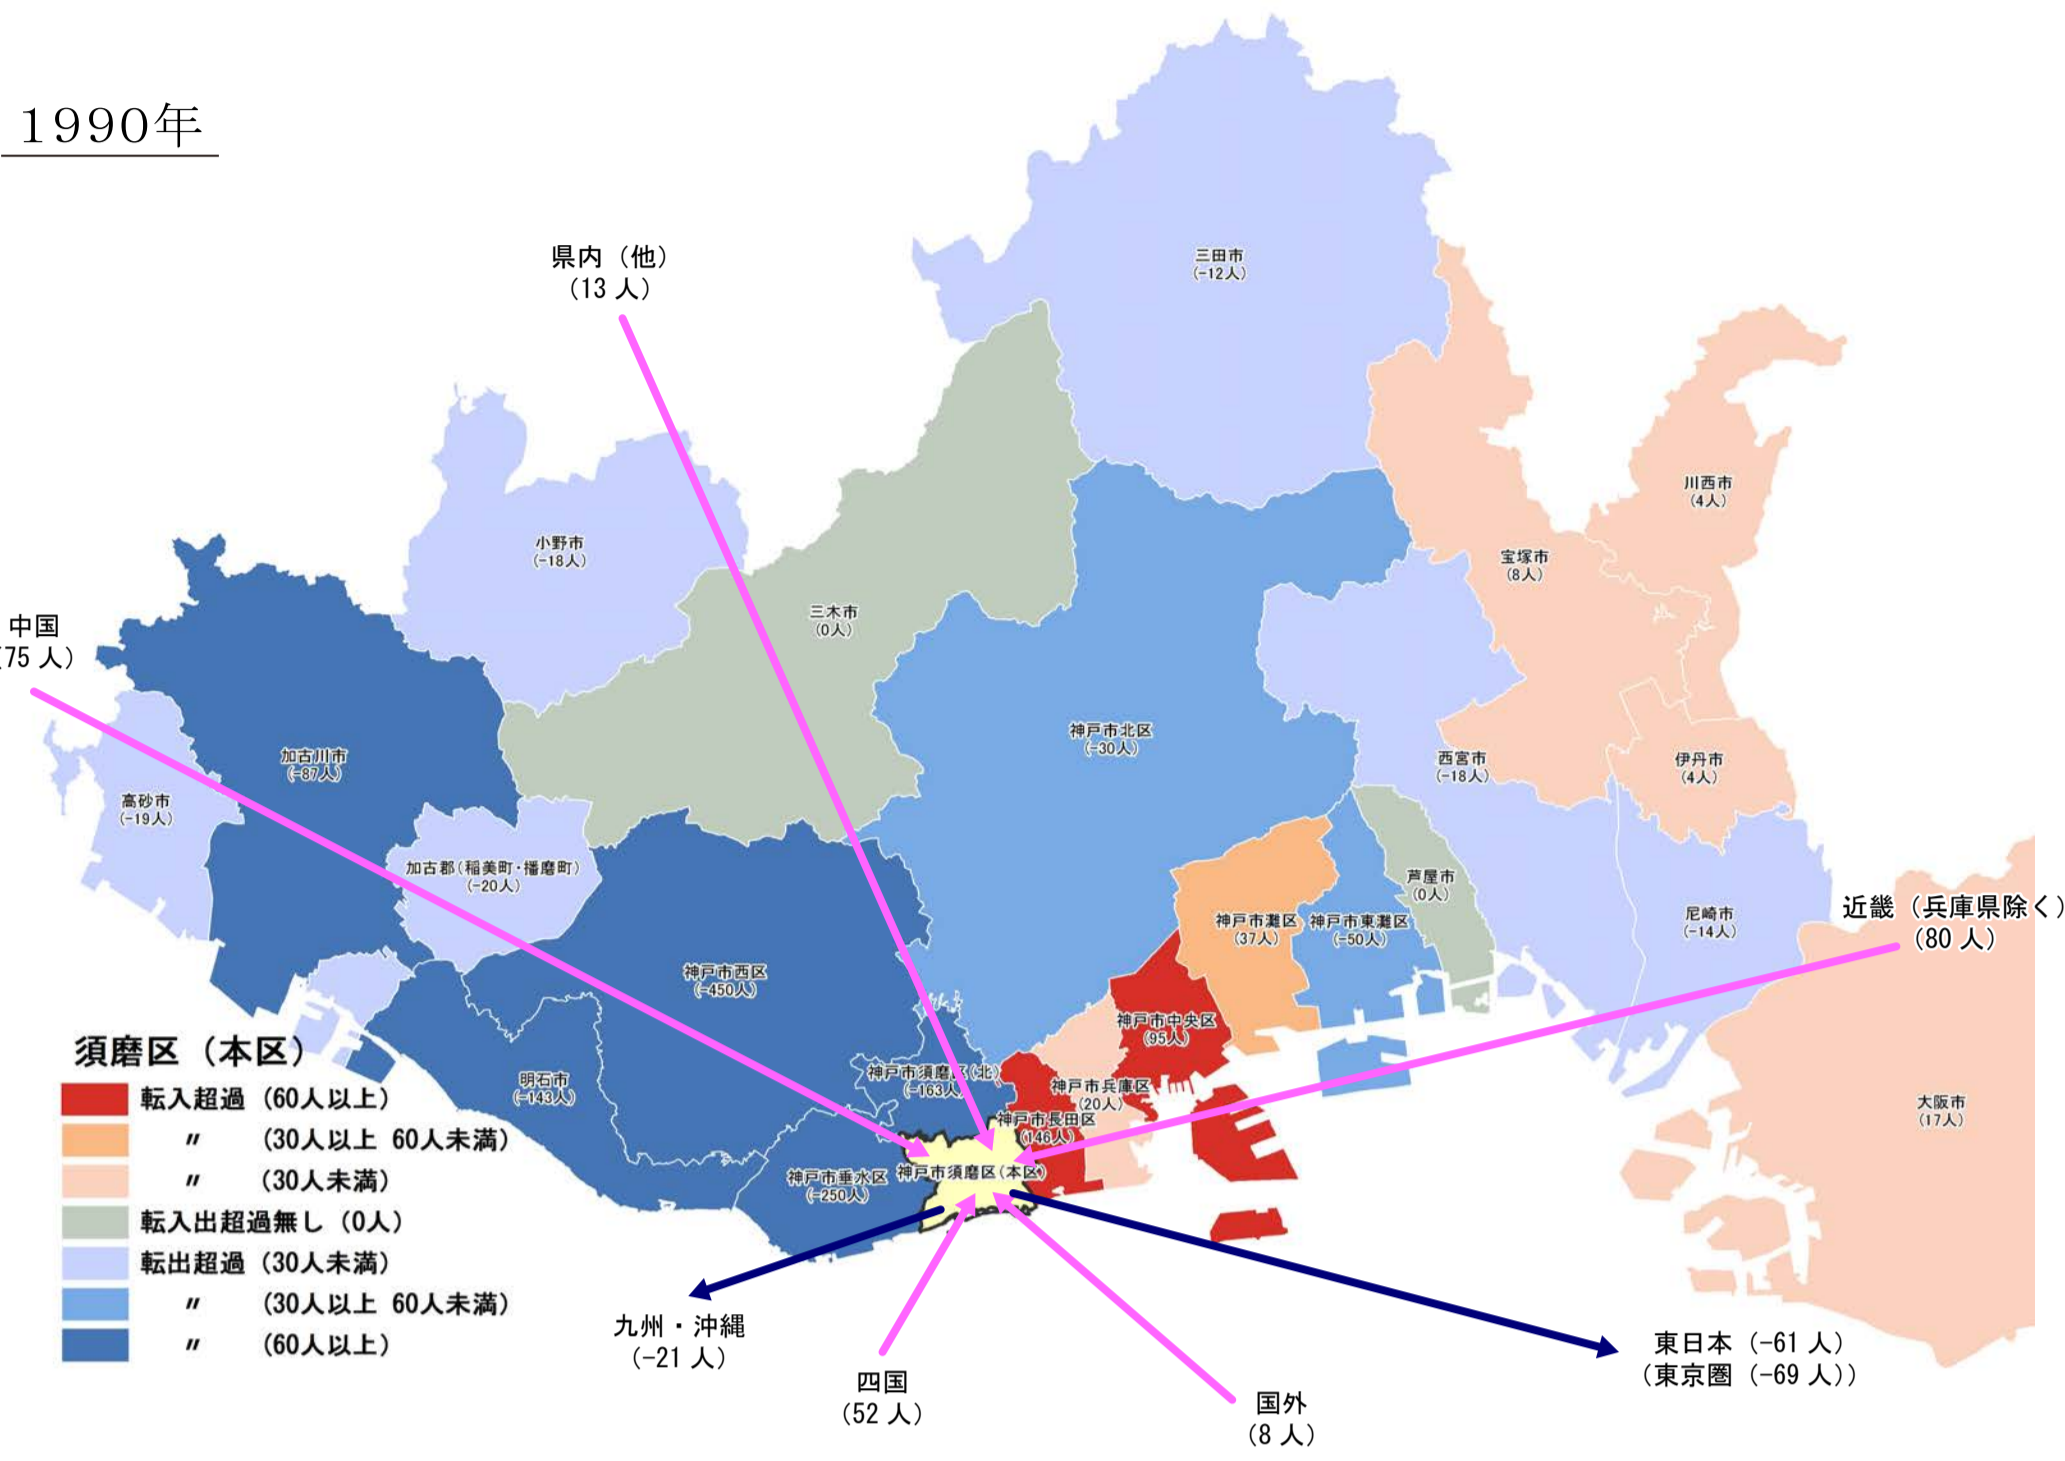 1990年
県内（他）
(13 人)
三田市
(-12人)
川西市
(4人)
小野市
(-18人)
宝塚市
(8人)
三木市
(0人)
中国
(75 人)
神戸市北区
(-30人)
加古川市
(-87人)
西宮市
(-18人)
伊丹市
(4人)
高砂市
(-19人)
加古郡(稲美町・播磨町)
(-20人)
芦屋市
(0人)
神戸市灘区
(37人)
神戸市東灘区
(-50人)
尼崎市
(-14人)
近畿（兵庫県除く）
(80 人)
神戸市西区
(-450人)
神戸市中央区
(95人)
須磨区（本区）
転入超過（60人以上）
〃 （30人以上 60人未満）
〃 （30人未満）
転入出超過無し（0人）
転出超過（30人未満）
〃 （30人以上 60人未満）
〃 （60人以上）
明石市
(-143人)
神戸市須磨区(北)
(-163人)
神戸市兵庫区
(20人)
大阪市
(17人)
神戸市長田区
(146人)
神戸市垂水区
(-250人)
神戸市須磨区(本区)
九州・沖縄
(-21 人)
四国
(52 人)
国外
(8 人)
東日本（-61 人）
（東京圏（-69 人））